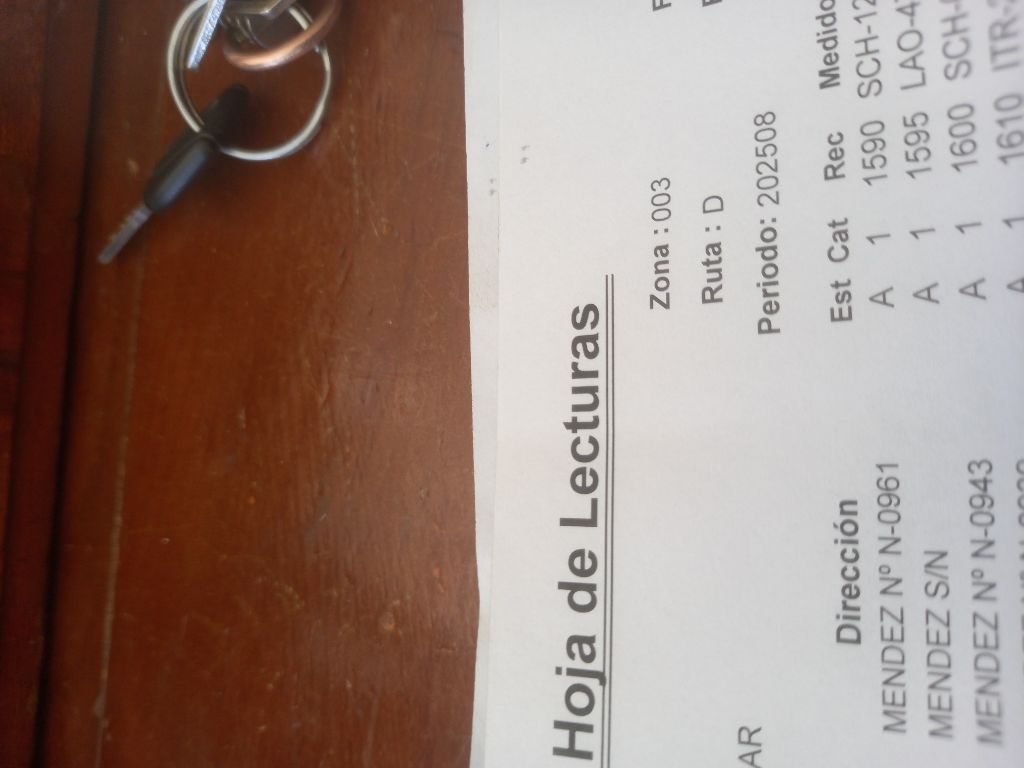 Hoja de Lecturas
Zona : 003
Ruta : D
AR Periodo: 202508
Dirección Est Cat Rec
MENDEZ Nº N-0961 A 1 1590
MENDEZ S/N A 1 1595
MENDEZ Nº N-0943 A 1 1600
A 1 1610